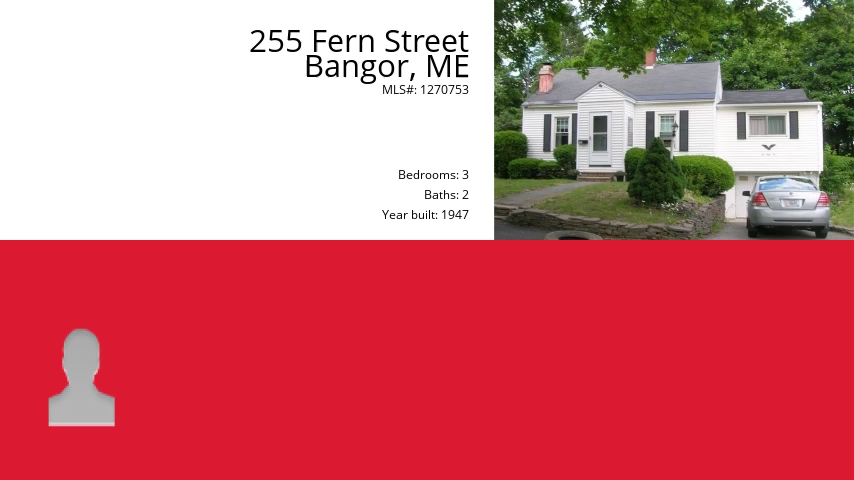 255 Fern Street
Bangor, ME
MLS#: 1270753
Bedrooms: 3
Baths: 2
Year built: 1947